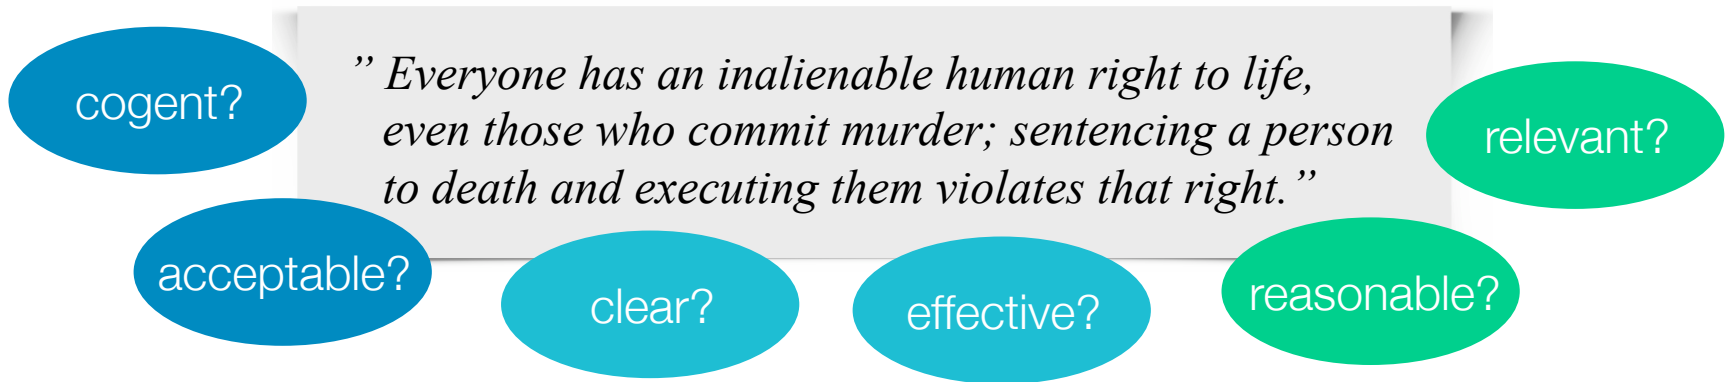 cogent?
” Everyone has an inalienable human right to life,
even those who commit murder; sentencing a person
to death and executing them violates that right.”
relevant?
acceptable?
clear?
effective?
reasonable?